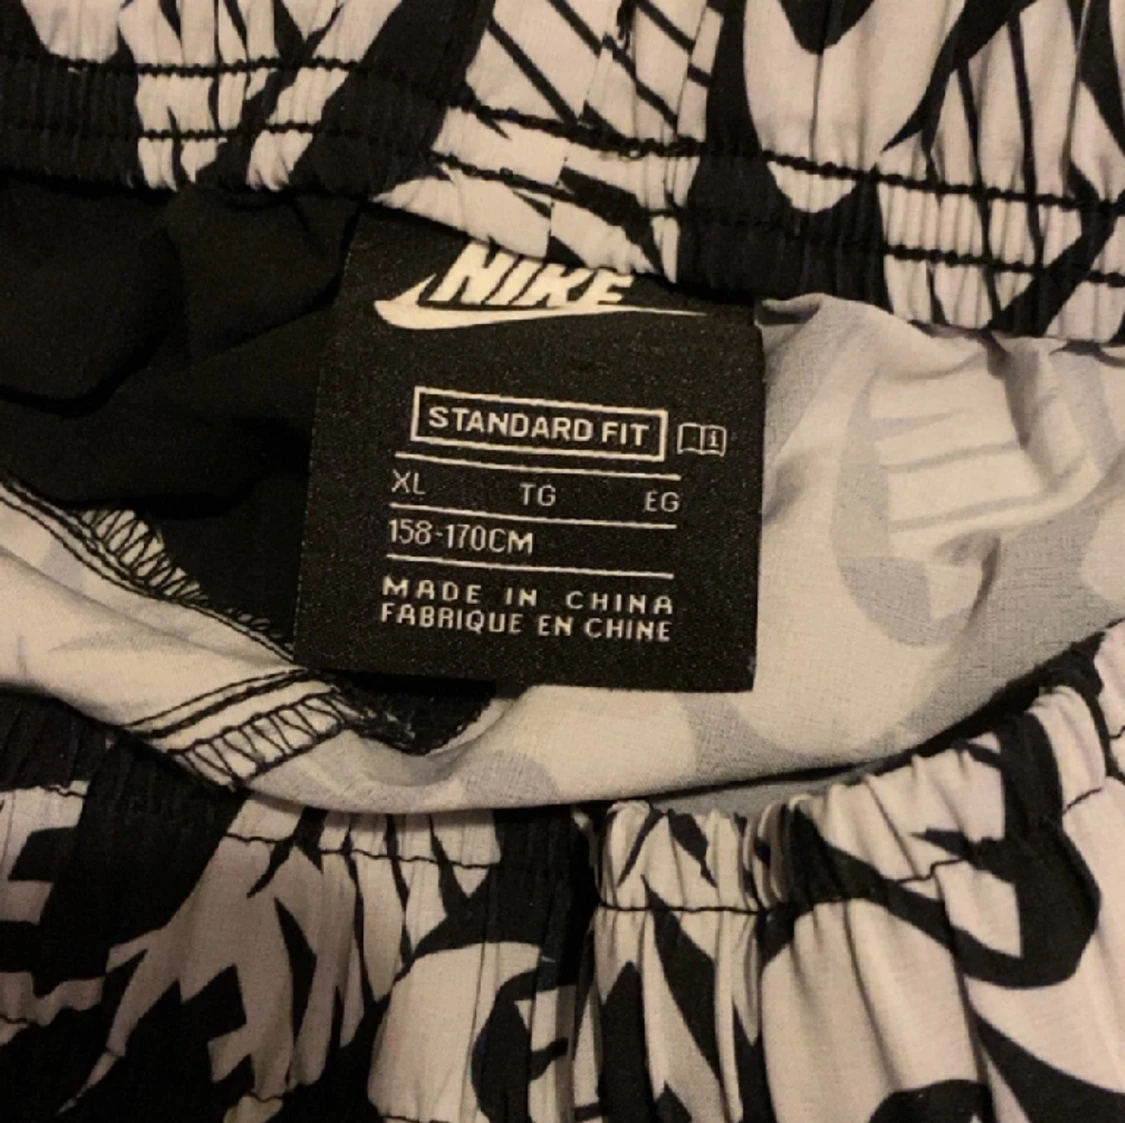 NIKE
STANDARD FIT
XL TG EG
158-170CM
MADE IN CHINA
FABRIQUE EN CHINE